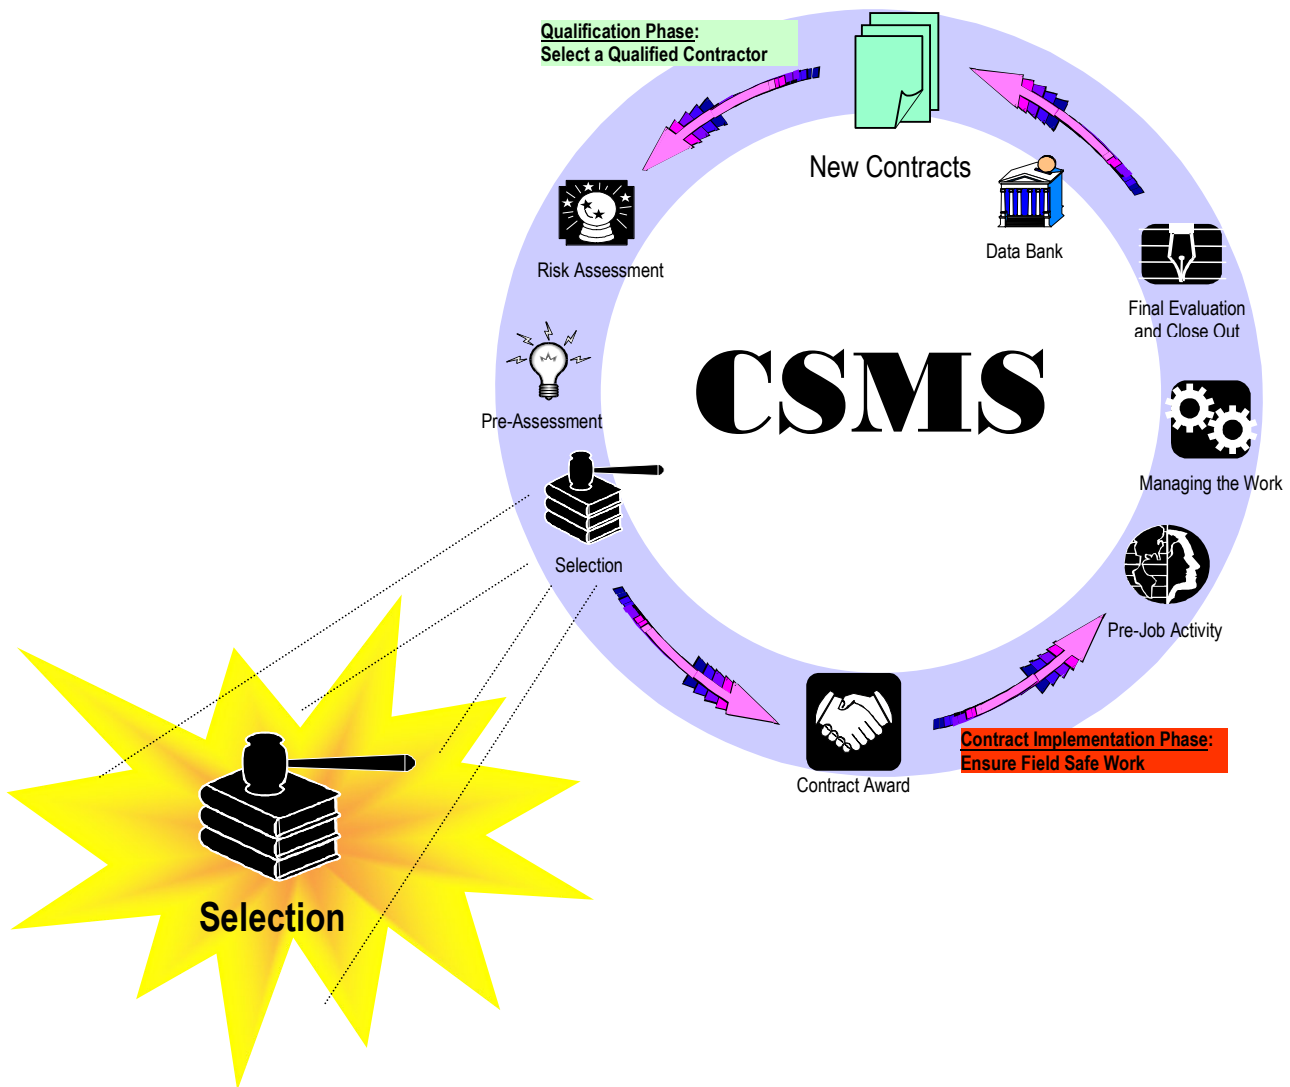 Qualification Phase:
Select a Qualified Contractor
New Contracts
Data Bank
Risk Assessment
Final Evaluation
and Close Out
Pre-Assessment
CSMS
Managing the Work
Selection
Pre-Job Activity
Contract Implementation Phase:
Ensure Field Safe Work
Contract Award
Selection